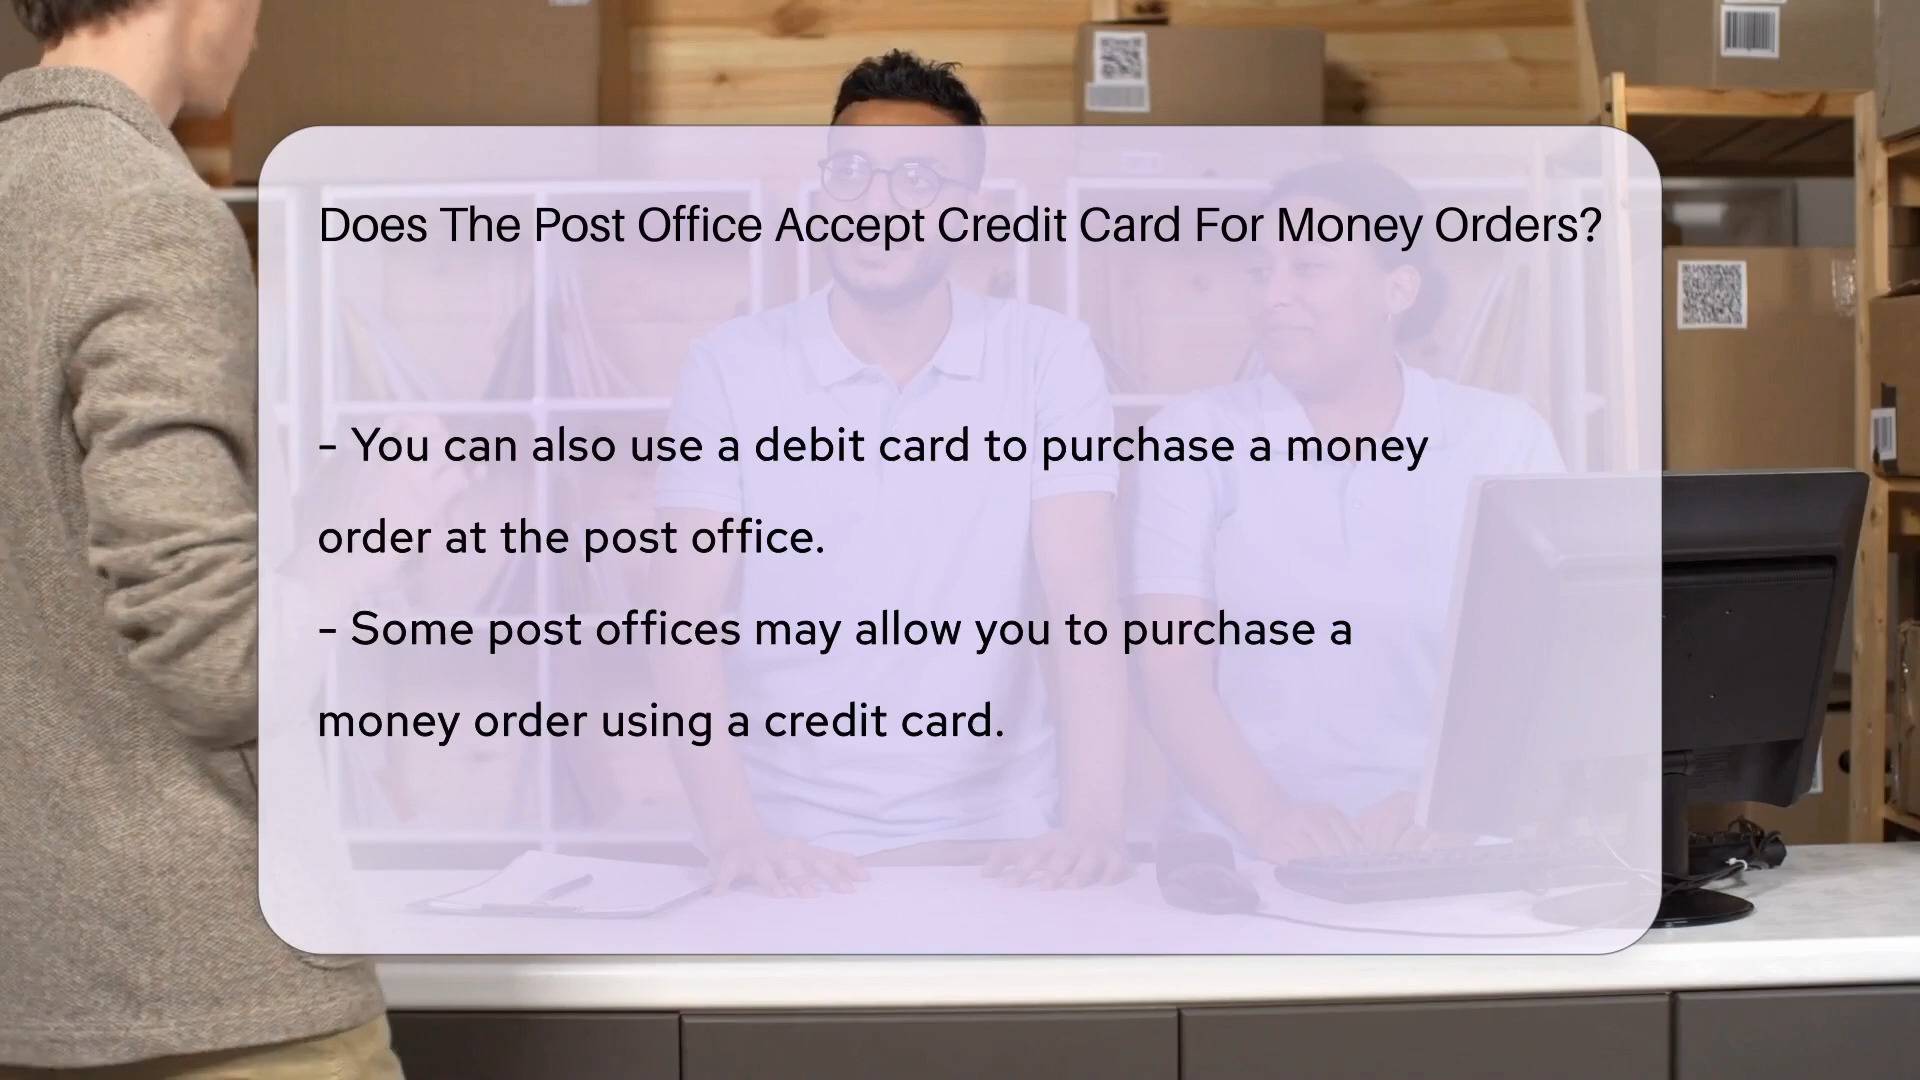 Does The Post Office Accept Credit Card For Money Orders?
- You can also use a debit card to purchase a money
order at the post office.
- Some post offices may allow you to purchase a
money order using a credit card.